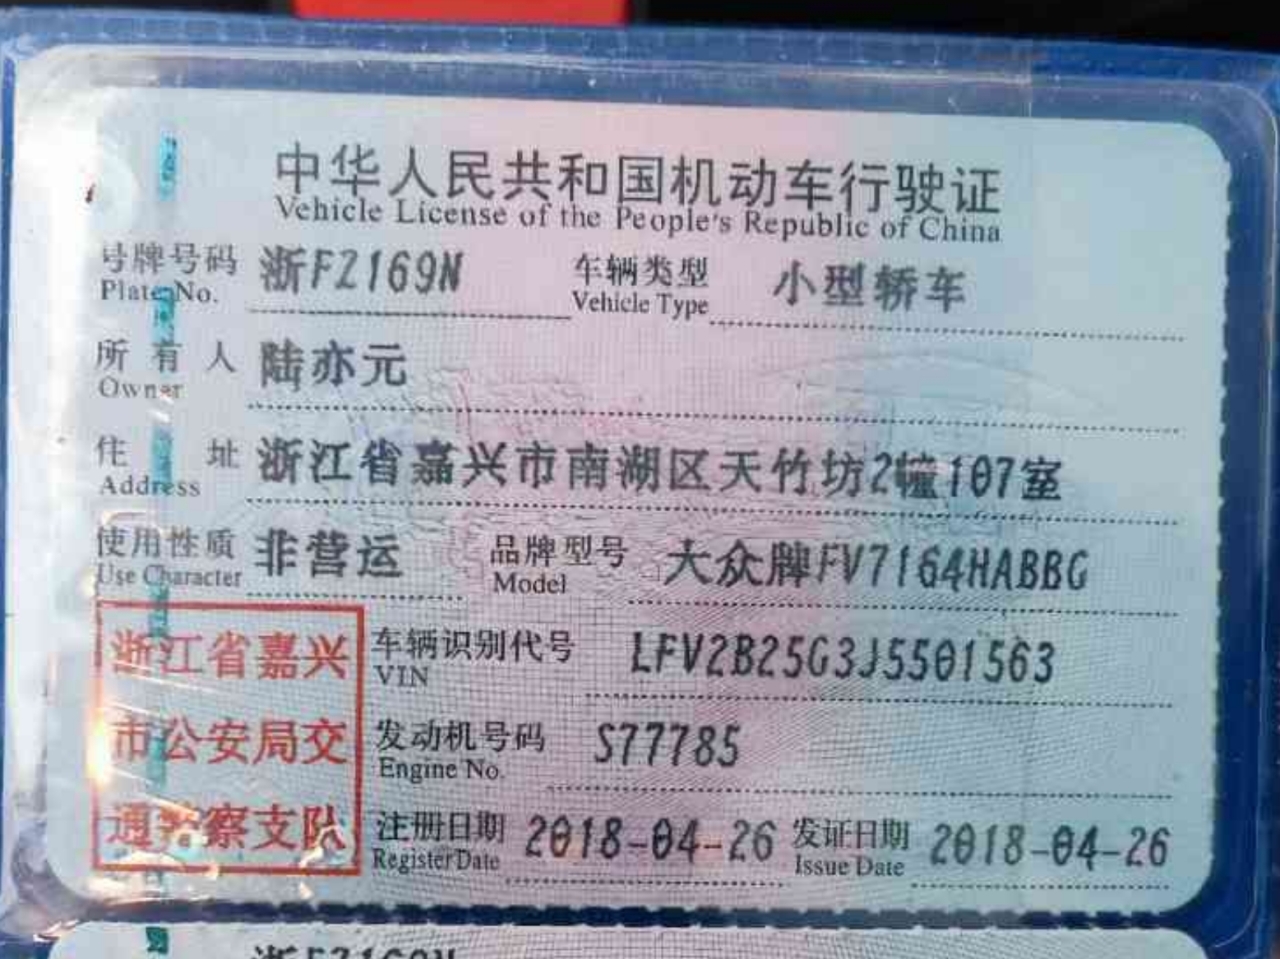 中华人民共和国机动车行驶证
Vehicle License of the People's Republic of China
号牌号码 浙FZ169N 车辆类型 小型轿车
Plate No. Vehicle Type
所有人 陆亦元
Owner
住址 浙江省嘉兴市南湖区天竹坊2幢107室
Address
使用性质 非营运 品牌型号 大众牌FV7164HABBG
Use Character Model
浙江省嘉兴 车辆识别代号 LFV2B25G3J5501563
VIN
市公安局交 发动机号码 S77785
Engine No.
通警察支队 注册日期 2018-04-26 发证日期 2018-04-26
Register Date Issue Date
浙FZ169N